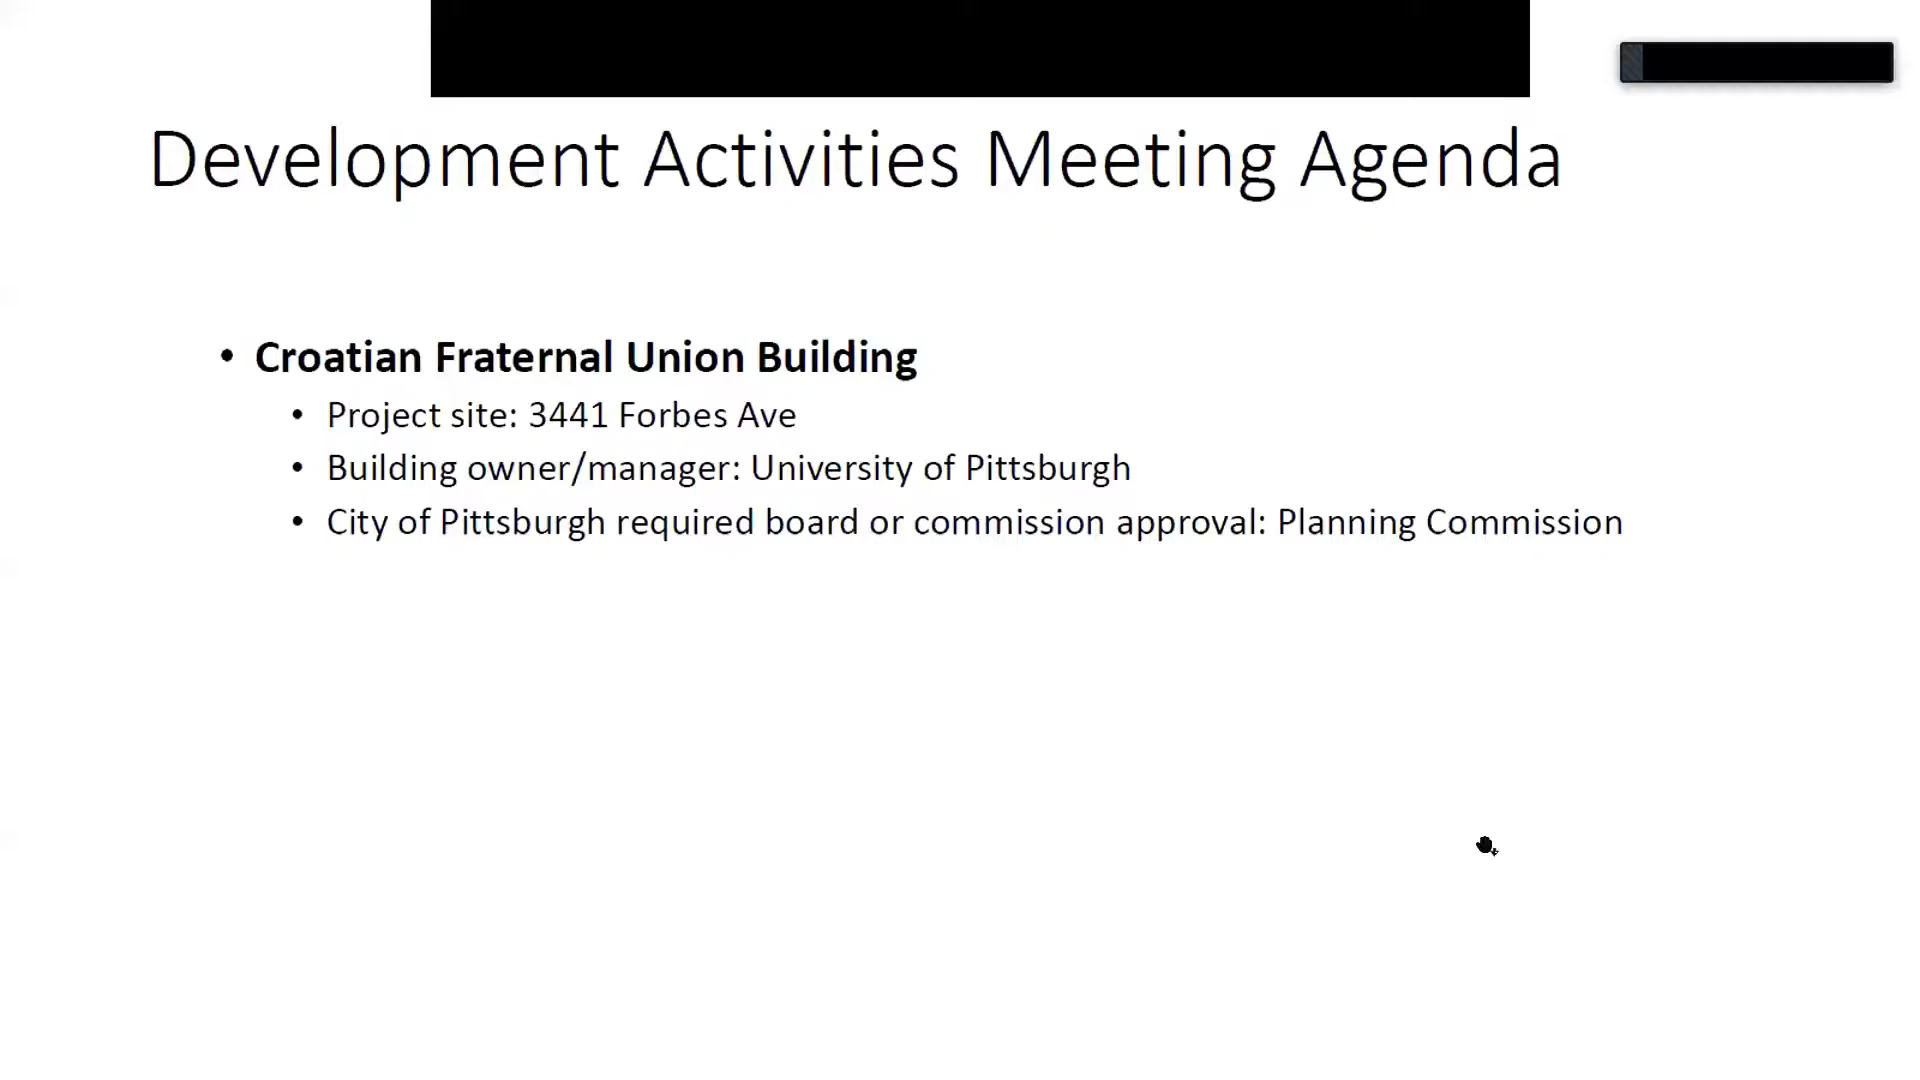 Development Activities Meeting Agenda
• Croatian Fraternal Union Building
• Project site: 3441 Forbes Ave
• Building owner/manager: University of Pittsburgh
• City of Pittsburgh required board or commission approval: Planning Commission